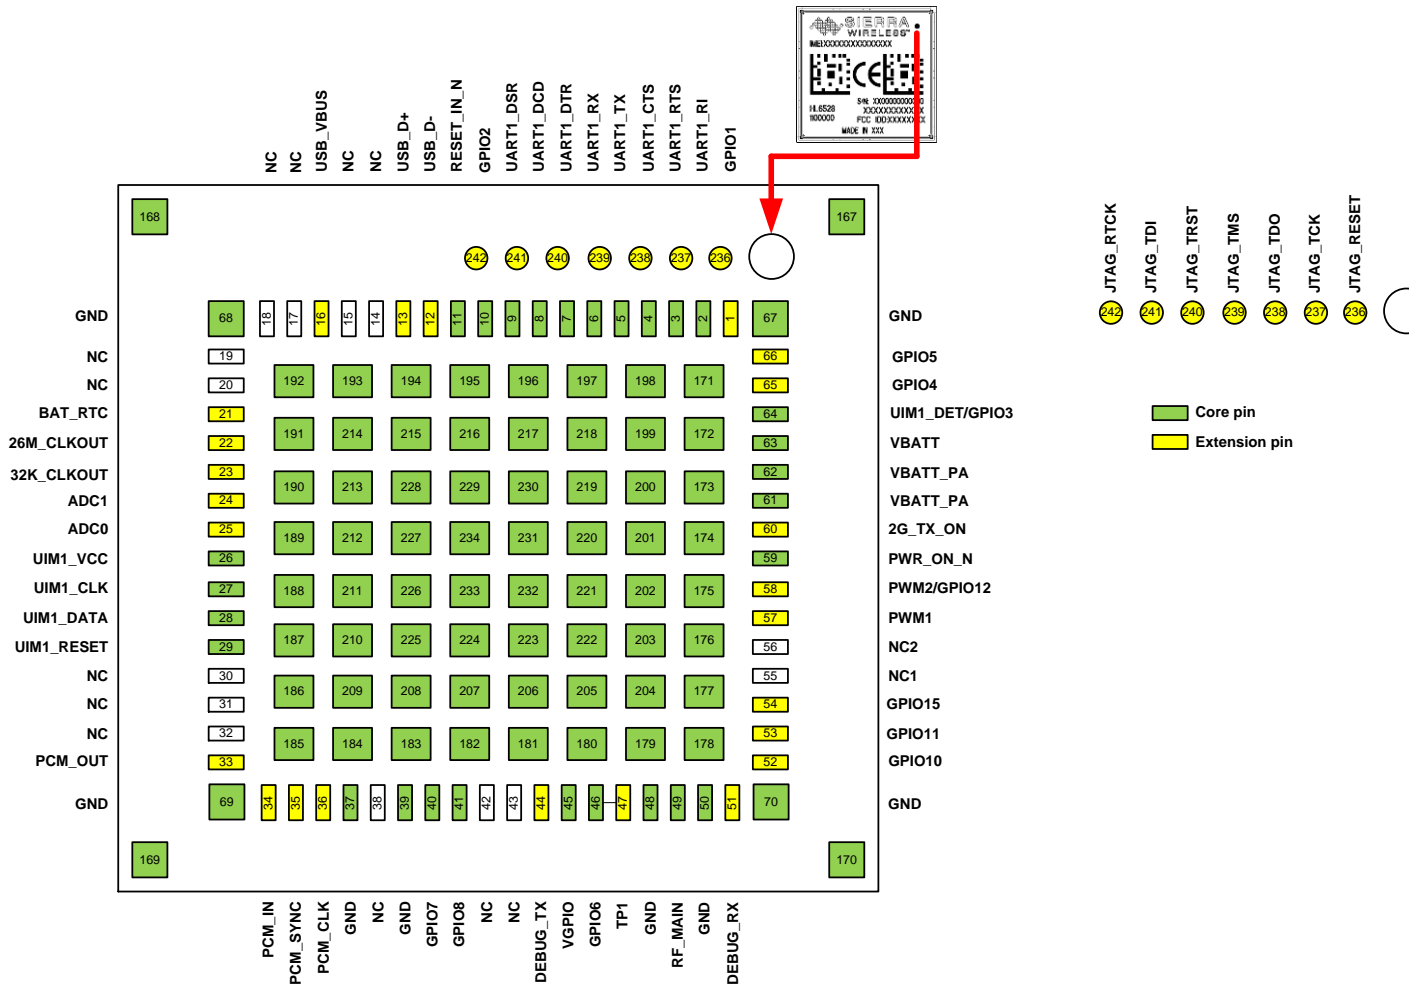 SIERRA
WIRELESS™
IMEI:XXXXXXXXXXXXXXX
CE
HL6528
1100000
XXXXXXXXXXXXX
MADE IN XXX
NC
NC
USB_VBUS
NC
NC
USB_D+
USB_D-
RESET_IN_N
GPIO2
UART1_DSR
UART1_DCD
UART1_DTR
UART1_RX
UART1_TX
UART1_CTS
UART1_RTS
UART1_RI
GPIO1
168
167
242 241 240 239 238 237 236
GND 68 18 17 16 15 14 13 12 11 10 9 8 7 6 5 4 3 2 1 67 GND
NC 19 66 GPIO5
NC 20 192 193 194 195 196 197 198 171 65 GPIO4
BAT_RTC 21 64 UIM1_DET/GPIO3
26M_CLKOUT 22 191 214 215 216 217 218 199 172 63 VBATT
32K_CLKOUT 23 62 VBATT_PA
ADC1 24 190 213 228 229 230 219 200 173 61 VBATT_PA
ADC0 25 189 212 227 234 231 220 201 174 60 2G_TX_ON
UIM1_VCC 26 59 PWR_ON_N
UIM1_CLK 27 188 211 226 233 232 221 202 175 58 PWM2/GPIO12
UIM1_DATA 28 57 PWM1
UIM1_RESET 29 187 210 225 224 223 222 203 176 56 NC2
NC 30 55 NC1
NC 31 186 209 208 207 206 205 204 177 54 GPIO15
NC 32 185 184 183 182 181 180 179 178 53 GPIO11
PCM_OUT 33 52 GPIO10
GND 69 34 35 36 37 38 39 40 41 42 43 44 45 46 47 48 49 50 51 70 GND
169
170
PCM_IN
PCM_SYNC
PCM_CLK
GND
NC
GND
GPIO7
GPIO8
NC
NC
DEBUG_TX
VGPIO
GPIO6
TP1
GND
RF_MAIN
GND
DEBUG_RX
JTAG_RTCK
JTAG_TDI
JTAG_TRST
JTAG_TMS
JTAG_TDO
JTAG_TCK
JTAG_RESET
242 241 240 239 238 237 236
Core pin
Extension pin